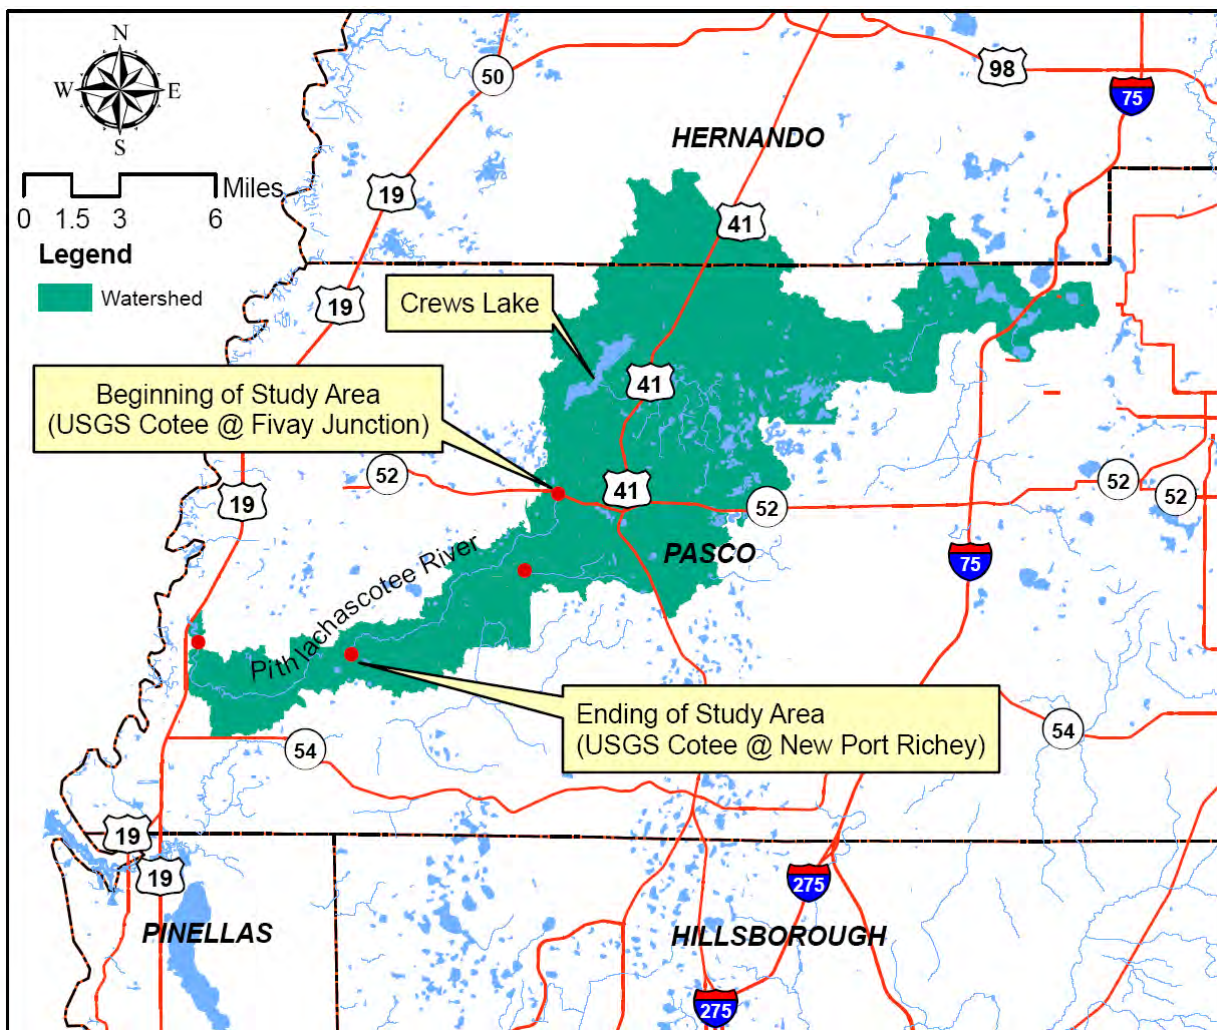 N
W
E
S
Miles
0 1.5 3 6
Legend
Watershed
50
98
75
HERNANDO
19
41
19
Crews Lake
41
Beginning of Study Area
(USGS Cotee @ Fivay Junction)
52
41
52
52
52
19
PASCO
75
Pithlachascotee River
Ending of Study Area
(USGS Cotee @ New Port Richey)
54
54
19
19
275
PINELLAS
HILLSBOROUGH
275